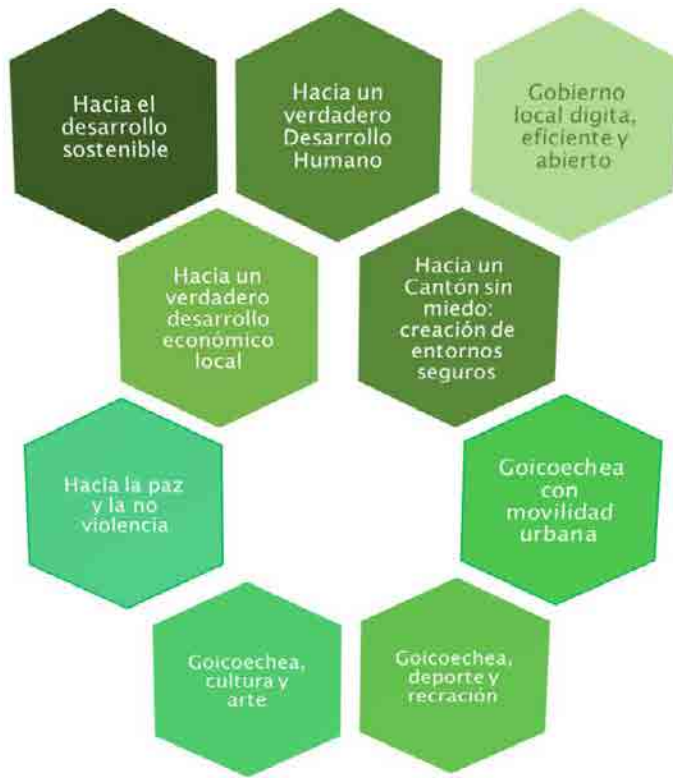 Hacia el
desarrollo
sostenible
Hacia un
verdadero
Desarrollo
Humano
Gobierno
local digita,
eficiente y
abierto
Hacia un
verdadero
desarrollo
económico
local
Hacia un
Cantón sin
miedo:
creación de
entornos
seguros
Hacia la paz
y la no
violencia
Goicoechea
con
movilidad
urbana
Goicoechea,
cultura y
arte
Goicoechea,
deporte y
recración